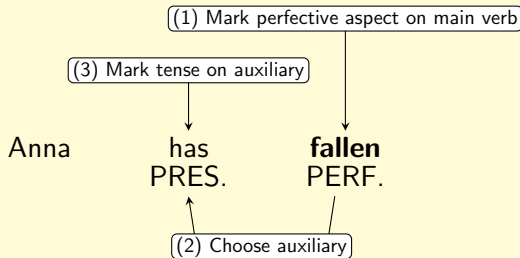 (1) Mark perfective aspect on main verb
(3) Mark tense on auxiliary
Anna has fallen
PRES. PERF.
(2) Choose auxiliary